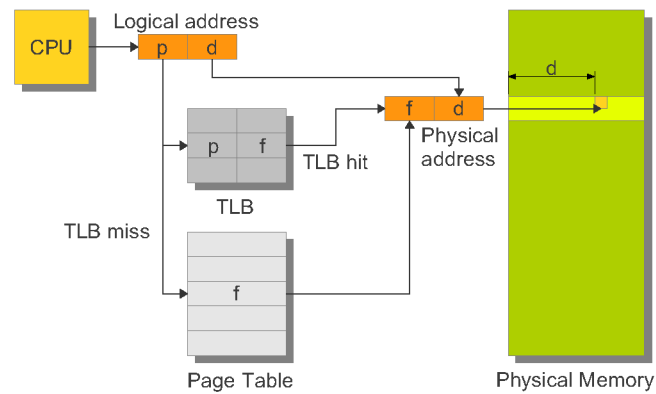 Logical address
CPU
p d
d
f d
p f
TLB hit
Physical
address
TLB
TLB miss
f
Page Table
Physical Memory